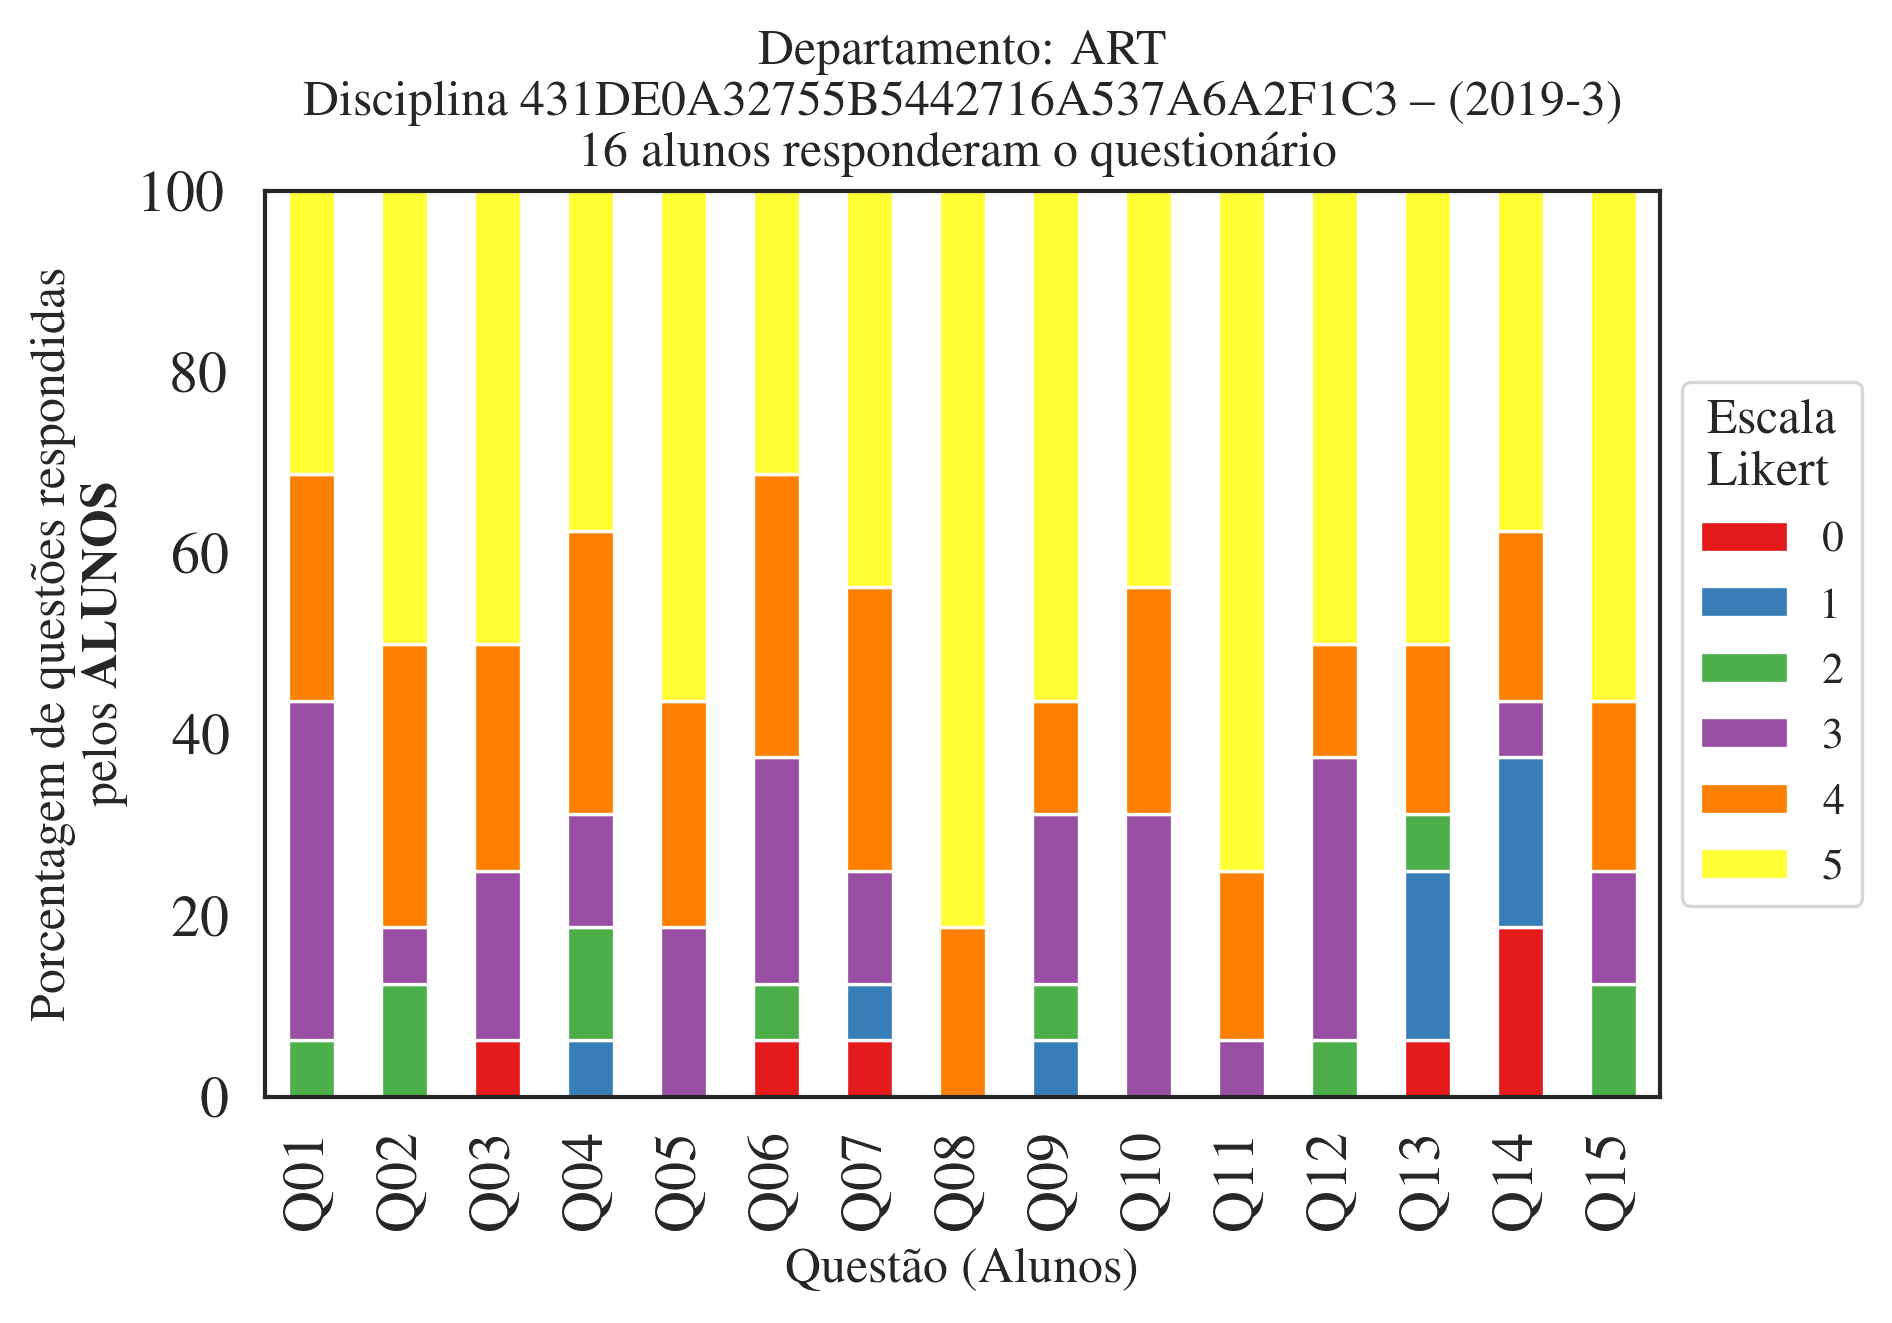 Departamento: ART
Disciplina 431DE0A32755B5442716A537A6A2F1C3 – (2019-3)
16 alunos responderam o questionário
Porcentagem de questões respondidas
pelos ALUNOS
100
80
60
40
20
0
Q01
Q02
Q03
Q04
Q05
Q06
Q07
Q08
Q09
Q10
Q11
Q12
Q13
Q14
Q15
Questão (Alunos)
Escala
Likert
0
1
2
3
4
5